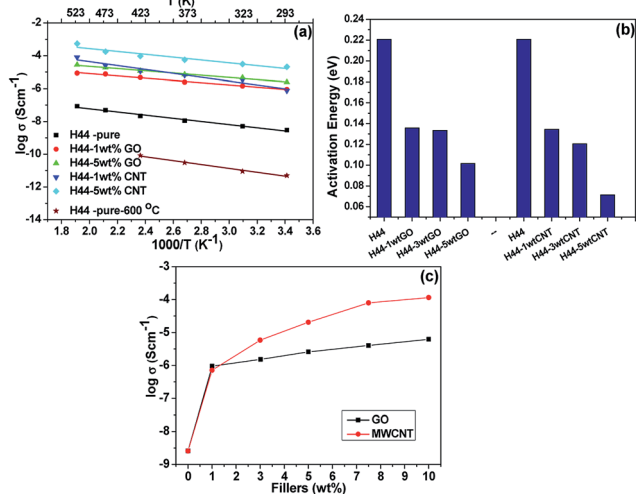 T (K)
523 473 423 373 323 293
(a)
log σ (Scm-1)
-2
-4
-6
-8
-10
-12
-14
H44 -pure
H44-1wt% GO
H44-5wt% GO
H44-1wt% CNT
H44-5wt% CNT
H44 -pure-600 °C
1.8 2.0 2.2 2.4 2.6 2.8 3.0 3.2 3.4 3.6
1000/T (K-1)
(b)
Activation Energy (eV)
0.24
0.22
0.20
0.18
0.16
0.14
0.12
0.10
0.08
0.06
H44 H44-1wtGO H44-3wtGO H44-5wtGO -- H44 H44-1wtCNT H44-3wtCNT H44-5wtCNT
(c)
log σ (Scm-1)
-3
-4
-5
-6
-7
-8
-9
GO
MWCNT
0 1 2 3 4 5 6 7 8 9 10
Fillers (wt%)